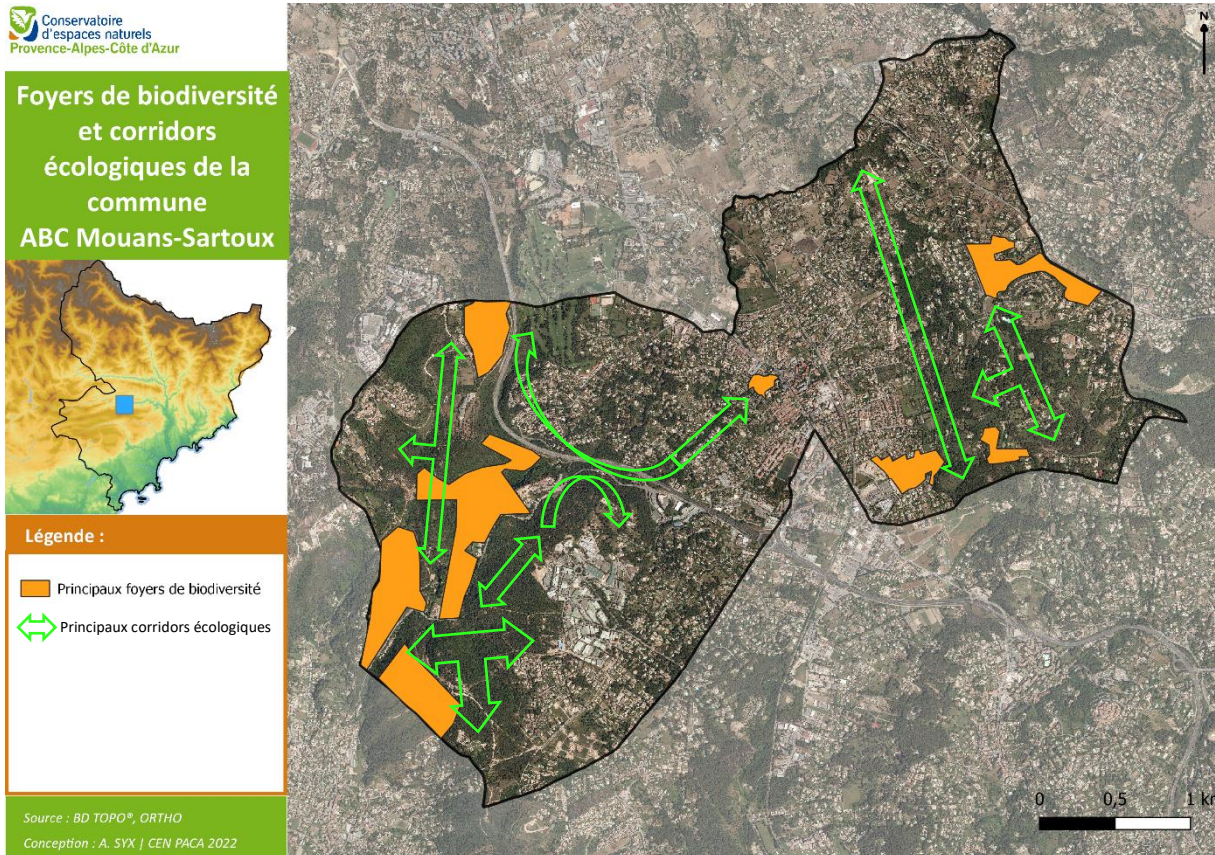 Conservatoire
d'espaces naturels
Provence-Alpes-Côte d'Azur
Foyers de biodiversité
et corridors
écologiques de la
commune
ABC Mouans-Sartoux
Légende :
Principaux foyers de biodiversité
Principaux corridors écologiques
Source : BD TOPO®, ORTHO
Conception : A. SYX | CEN PACA 2022
N
0 0,5 1 km